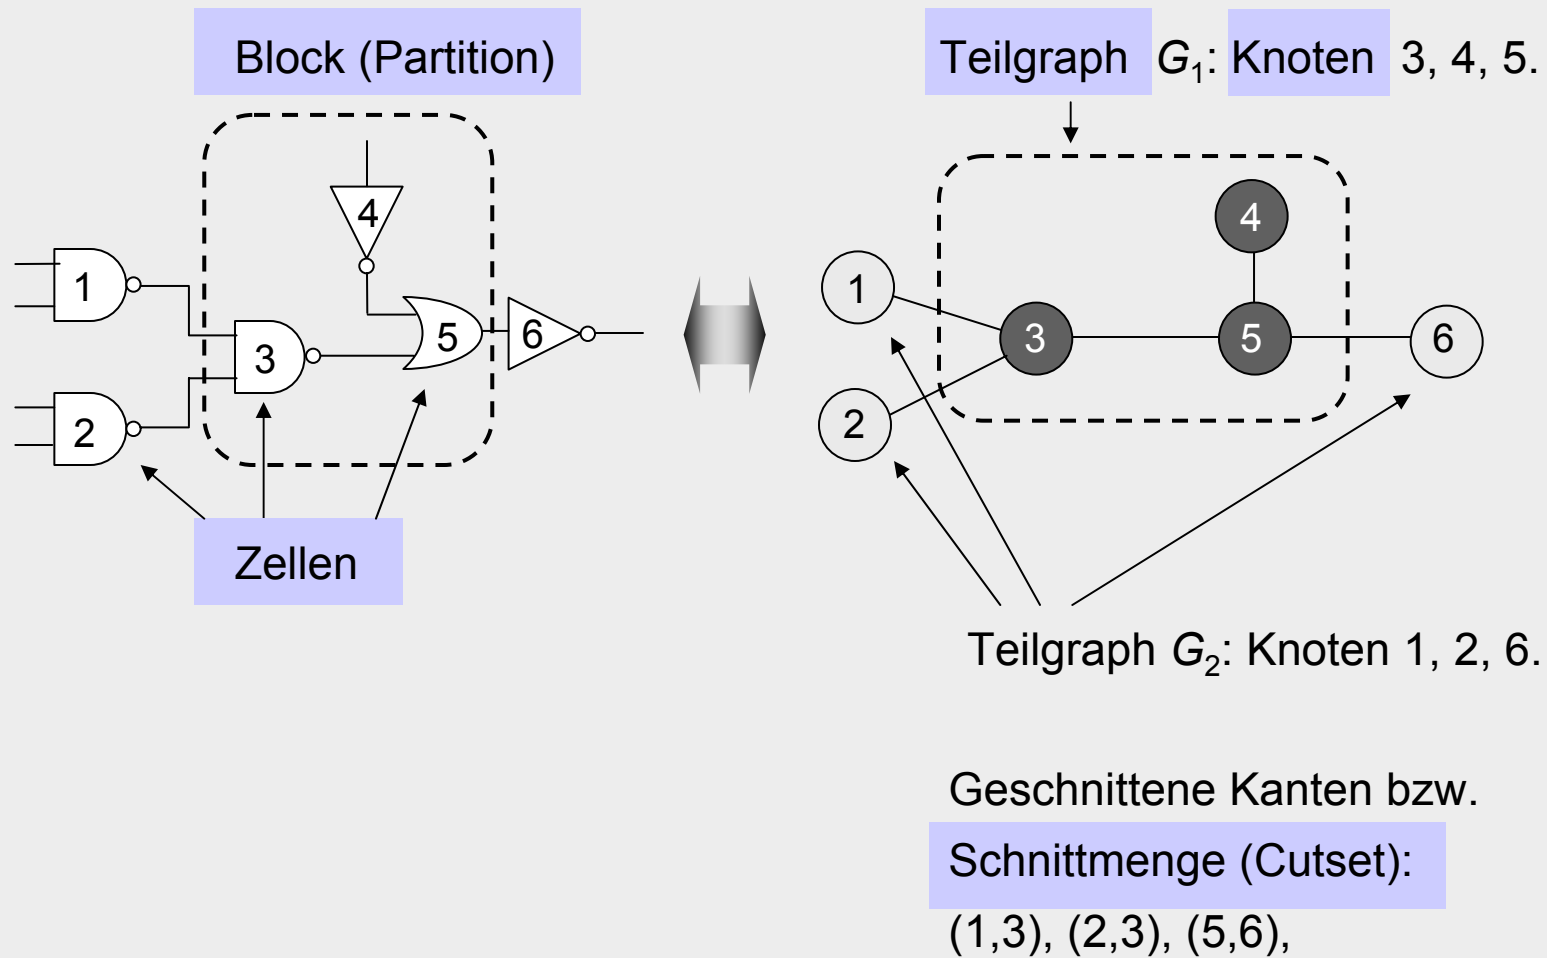 Block (Partition)
Teilgraph G₁: Knoten 3, 4, 5.
4
1
5
6
3
2
Zellen
4
1
3
5
6
2
Teilgraph G₂: Knoten 1, 2, 6.
Geschnittene Kanten bzw.
Schnittmenge (Cutset):
(1,3), (2,3), (5,6),